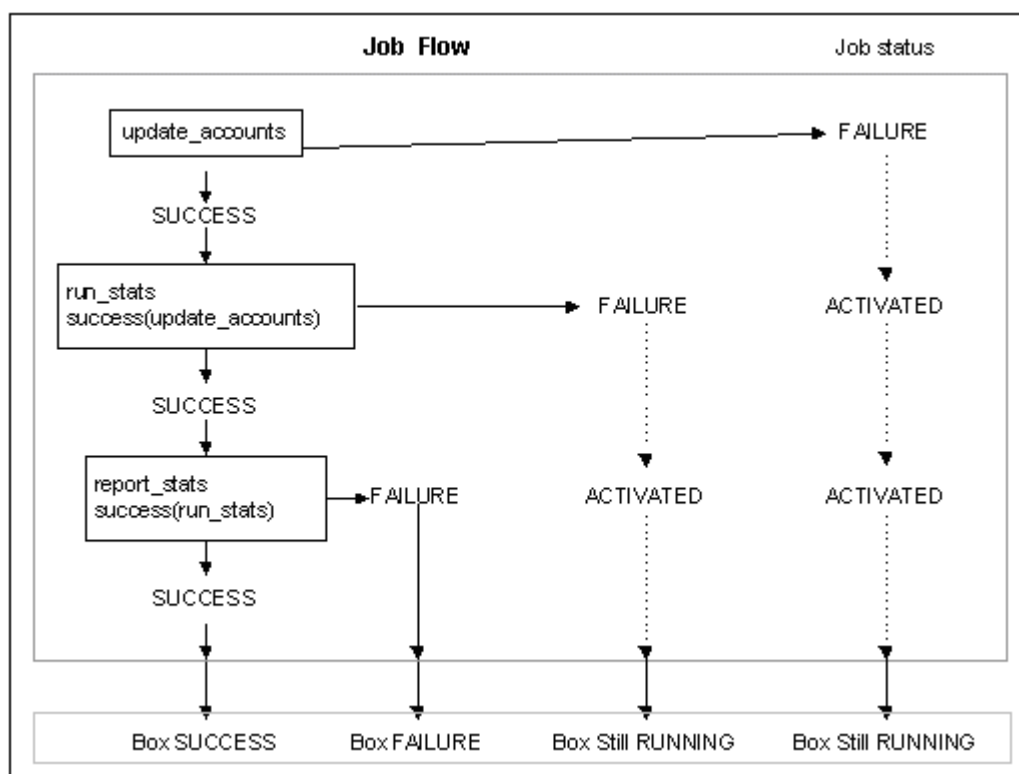 Job Flow
Job status
update_accounts
FAILURE
SUCCESS
run_stats
success(update_accounts)
FAILURE
ACTIVATED
SUCCESS
report_stats
success(run_stats)
FAILURE
ACTIVATED
ACTIVATED
SUCCESS
Box SUCCESS
Box FAILURE
Box Still RUNNING
Box Still RUNNING